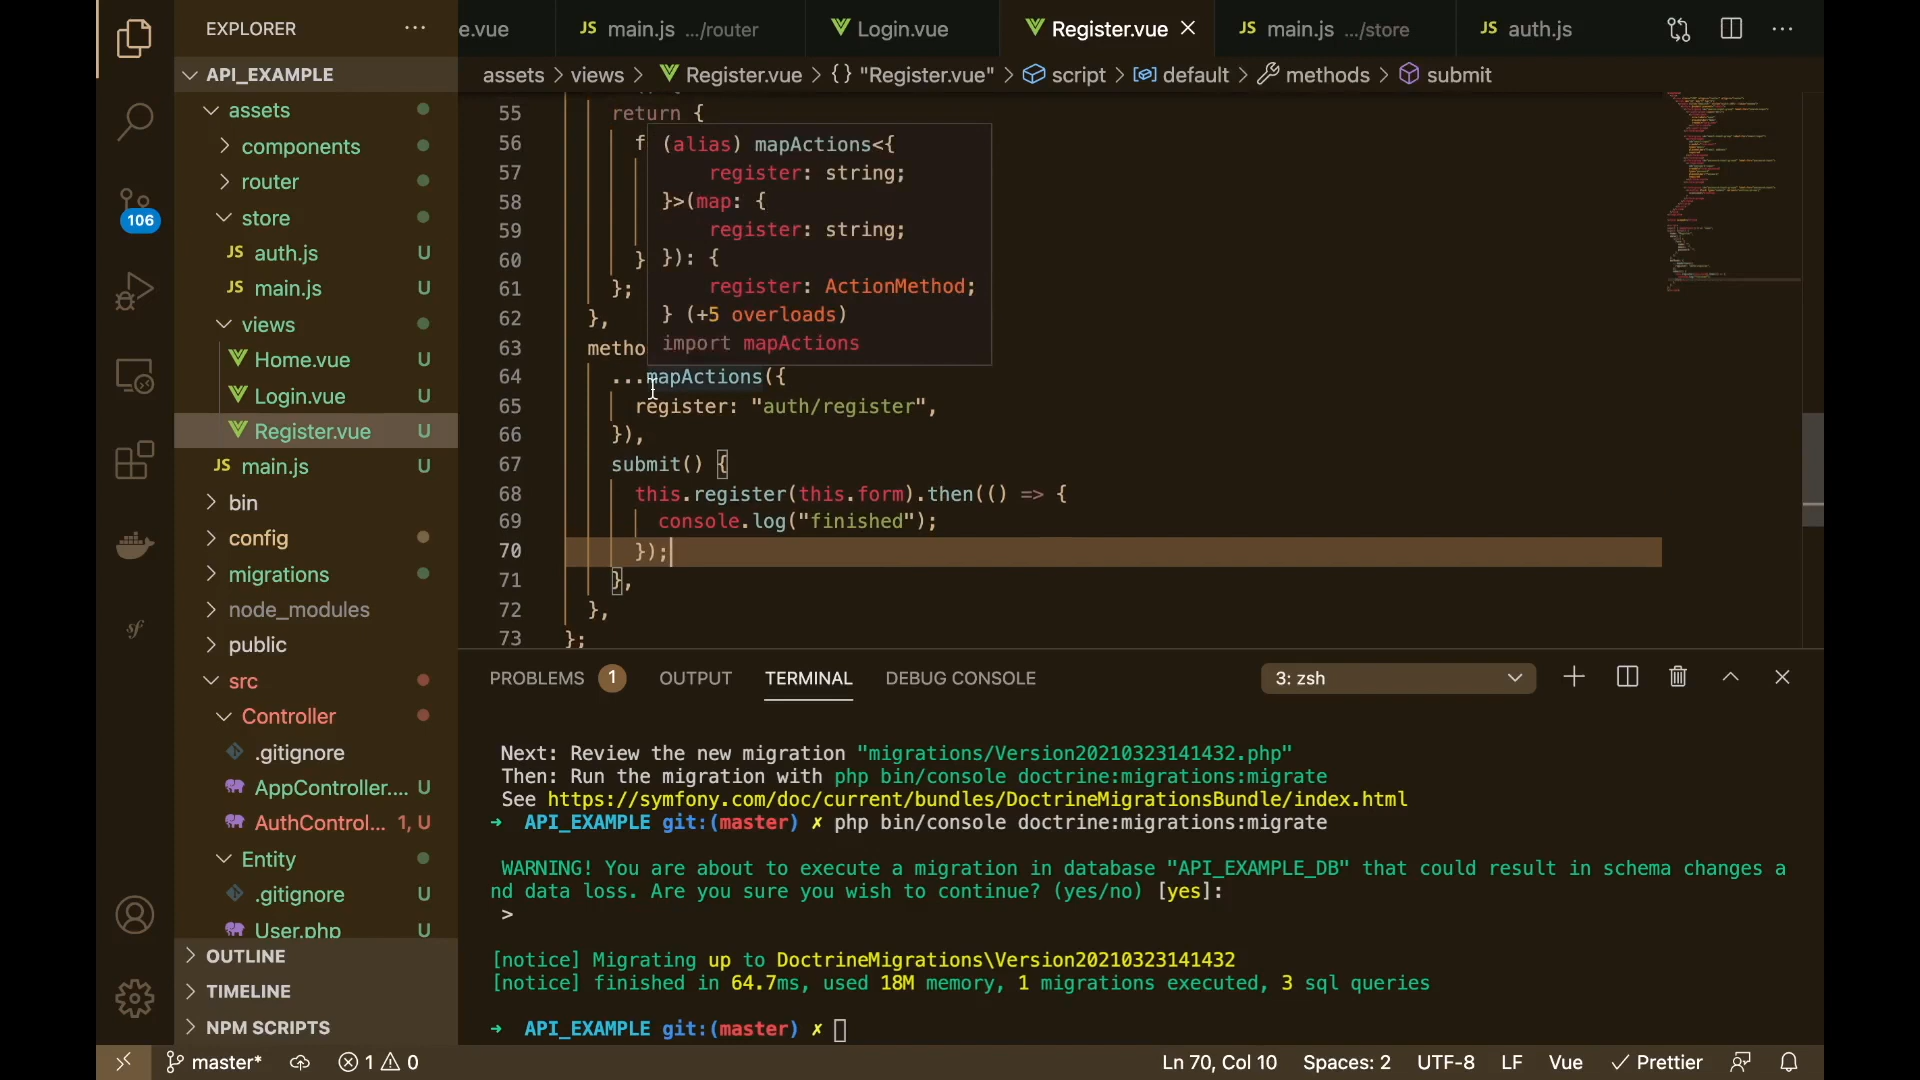 EXPLORER
e.vue
JS main.js .../router
Login.vue
Register.vue
JS main.js .../store
JS auth.js
API_EXAMPLE
assets > views > Register.vue > {} "Register.vue" > script > default > methods > submit
assets
components
router
store
JS auth.js U
JS main.js U
views
Home.vue U
Login.vue U
Register.vue U
JS main.js U
bin
config
migrations
node_modules
public
src
Controller
.gitignore
AppController.... U
AuthControl... 1, U
Entity
.gitignore U
User.php U
OUTLINE
TIMELINE
NPM SCRIPTS
106
55 return {
56 f
57
58
59
60 }
61 };
62 },
63 metho
64 ...mapActions({
65 register: "auth/register",
66 }),
67 submit() {
68 this.register(this.form).then(() => {
69 console.log("finished");
70 });
71 },
72 },
73 };
(alias) mapActions<{
register: string;
}>(map: {
register: string;
}): {
register: ActionMethod;
} (+5 overloads)
import mapActions
PROBLEMS 1 OUTPUT TERMINAL DEBUG CONSOLE 3: zsh
Next: Review the new migration "migrations/Version20210323141432.php"
Then: Run the migration with php bin/console doctrine:migrations:migrate
See https://symfony.com/doc/current/bundles/DoctrineMigrationsBundle/index.html
→ API_EXAMPLE git:(master) ✗ php bin/console doctrine:migrations:migrate
WARNING! You are about to execute a migration in database "API_EXAMPLE_DB" that could result in schema changes a
nd data loss. Are you sure you wish to continue? (yes/no) [yes]:
>
[notice] Migrating up to DoctrineMigrations\Version20210323141432
[notice] finished in 64.7ms, used 18M memory, 1 migrations executed, 3 sql queries
→ API_EXAMPLE git:(master) ✗
master* 1 0 Ln 70, Col 10 Spaces: 2 UTF-8 LF Vue Prettier